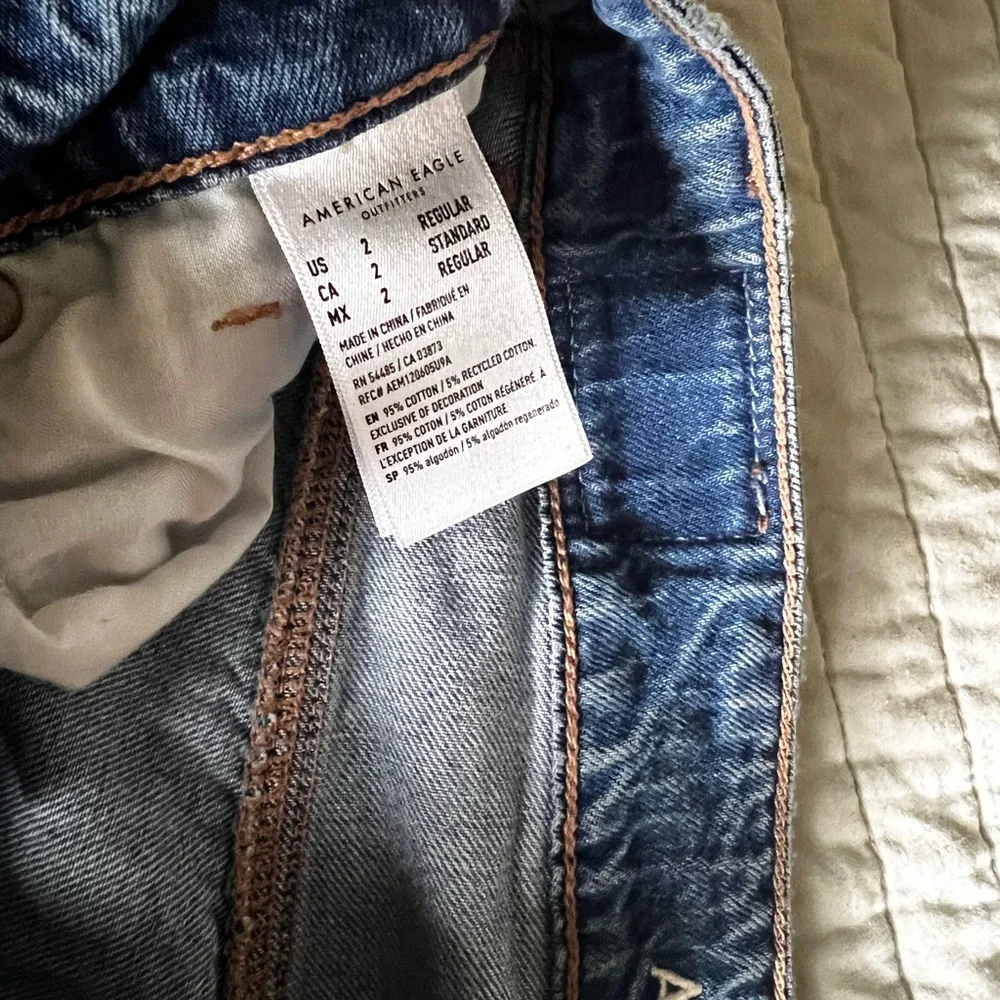 AMERICAN EAGLE
OUTFITTERS
US 2 REGULAR
CA 2 STANDARD
MX 2 REGULAR
MADE IN CHINA / FABRIQUÉ EN
CHINE / HECHO EN CHINA
RN 54485 / CA 03873
RFC# AEM120605U9A
EN 95% COTTON / 5% RECYCLED COTTON.
EXCLUSIVE OF DECORATION
FR 95% COTON / 5% COTON RÉGÉNÉRÉ. À
L'EXCEPTION DE LA GARNITURE
SP 95% algodón / 5% algodón regenerado
A